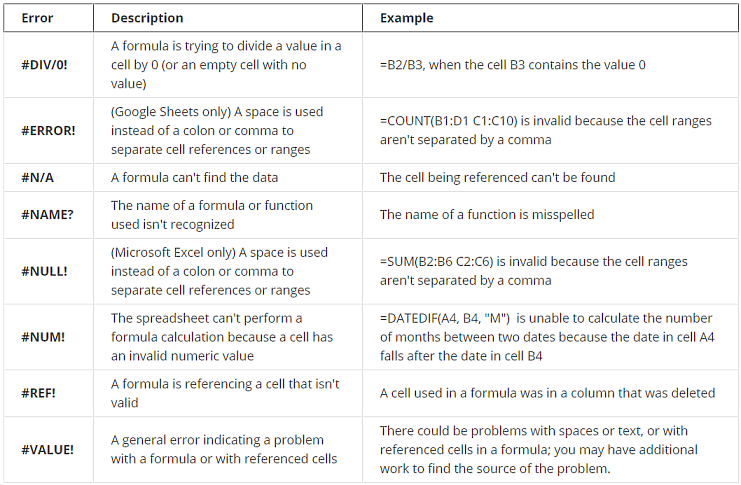 Error Description Example
A formula is trying to divide a value in a
#DIV/0! cell by 0 (or an empty cell with no =B2/B3, when the cell B3 contains the value 0
value)
(Google Sheets only) A space is used
#ERROR! instead of a colon or comma to
separate cell references or ranges
=COUNT(B1:D1 C1:C10) is invalid because the cell ranges
aren't separated by a comma
#N/A A formula can't find the data The cell being referenced can't be found
#NAME?
The name of a formula or function
used isn't recognized
The name of a function is misspelled
#NULL!
(Microsoft Excel only) A space is used
instead of a colon or comma to
separate cell references or ranges
=SUM(B2:B6 C2:C6) is invalid because the cell ranges
aren't separated by a comma
#NUM!
The spreadsheet can't perform a
formula calculation because a cell has
an invalid numeric value
=DATEDIF(A4, B4, "M")  is unable to calculate the number
of months between two dates because the date in cell A4
falls after the date in cell B4
#REF!
A formula is referencing a cell that isn't
valid
A cell used in a formula was in a column that was deleted
#VALUE!
A general error indicating a problem
with a formula or with referenced cells
There could be problems with spaces or text, or with
referenced cells in a formula; you may have additional
work to find the source of the problem.